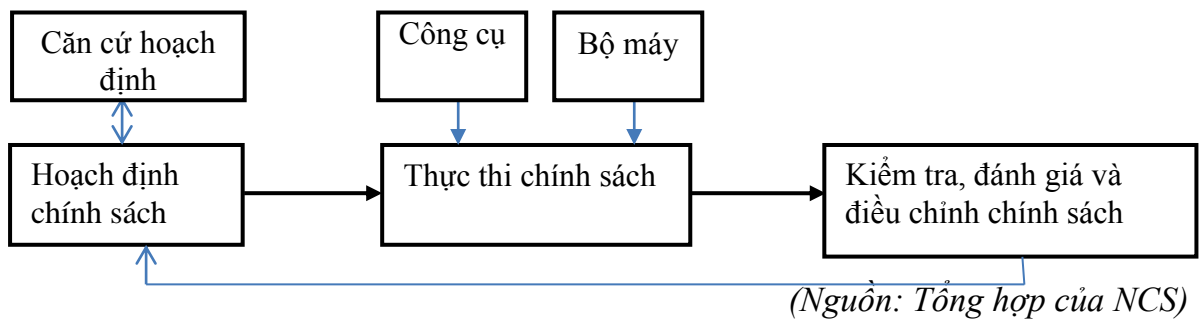 Căn cứ hoạch
định
Công cụ
Bộ máy
Hoạch định
chính sách
Thực thi chính sách
Kiểm tra, đánh giá và
điều chỉnh chính sách
(Nguồn: Tổng hợp của NCS)